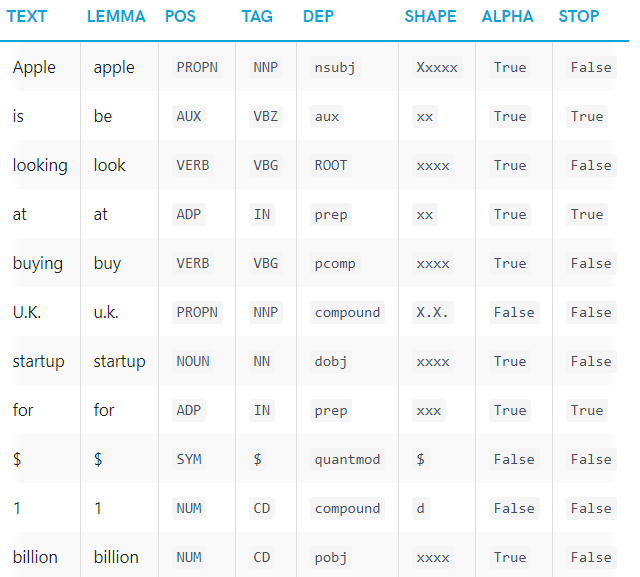 TEXT LEMMA POS TAG DEP SHAPE ALPHA STOP
Apple apple PROPN NNP nsubj Xxxxx True False
is be AUX VBZ aux xx True True
looking look VERB VBG ROOT xxxx True False
at at ADP IN prep xx True True
buying buy VERB VBG pcomp xxxx True False
U.K. u.k. PROPN NNP compound X.X. False False
startup startup NOUN NN dobj xxxx True False
for for ADP IN prep xxx True True
$ $ SYM $ quantmod $ False False
1 1 NUM CD compound d False False
billion billion NUM CD pobj xxxx True False